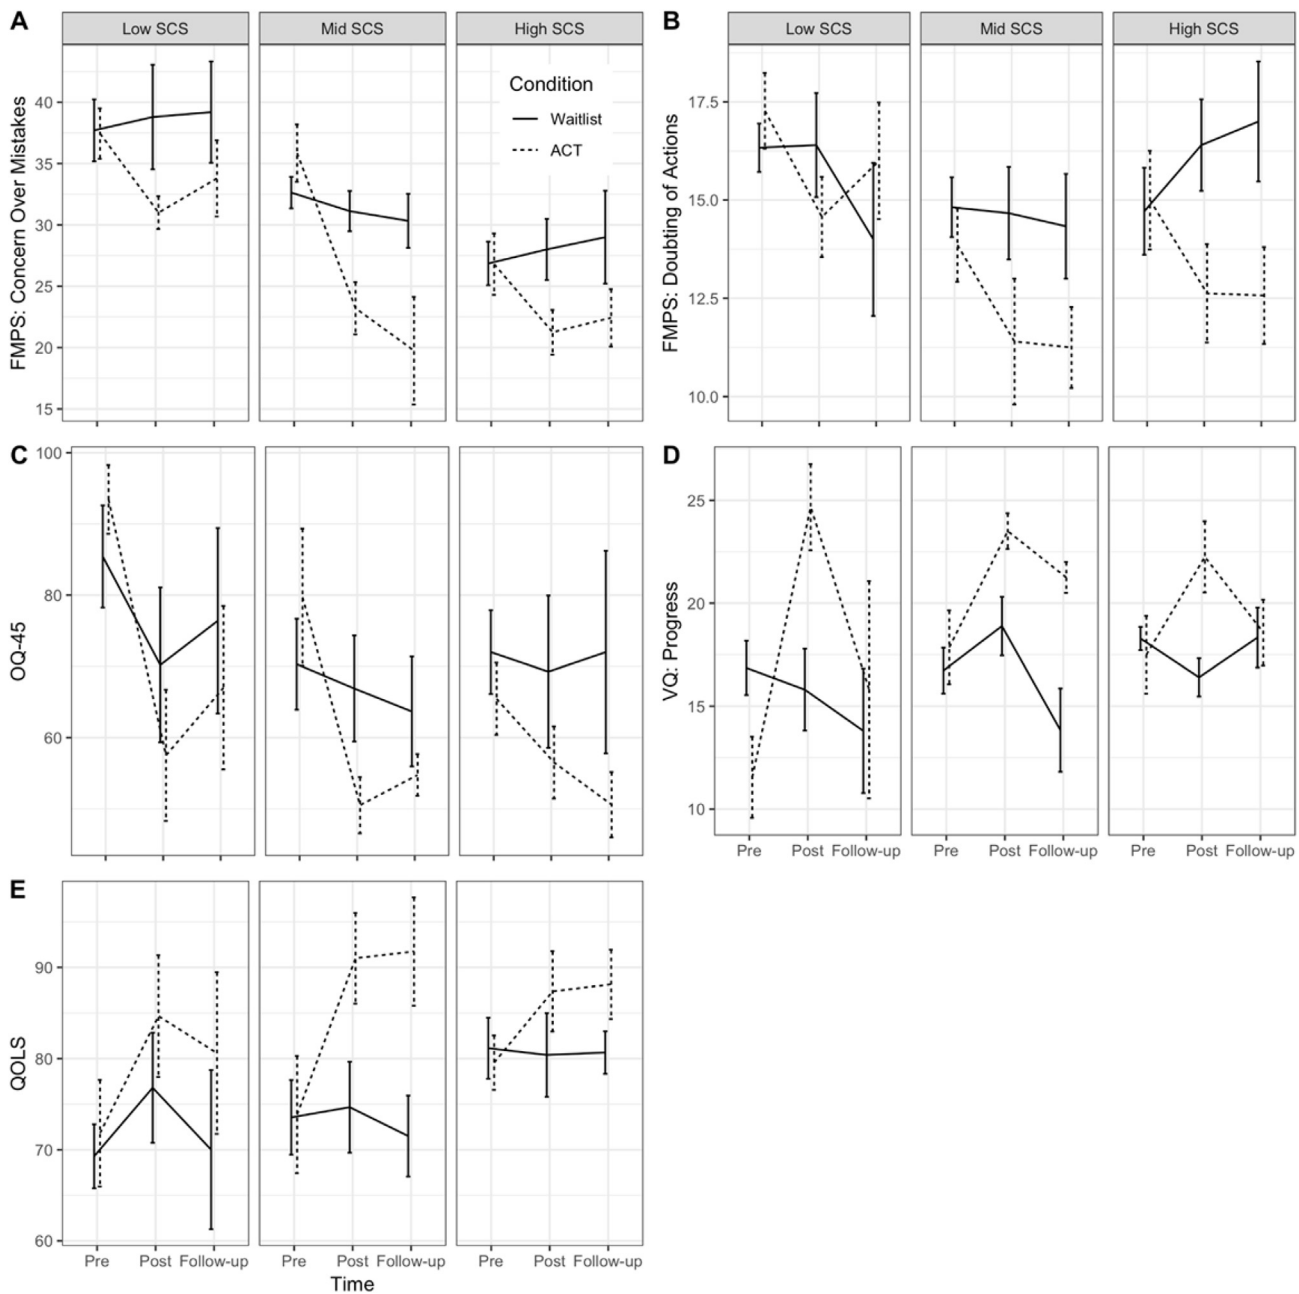 A
Low SCS
Mid SCS
High SCS
FMPS: Concern Over Mistakes
40
35
30
25
20
15
Condition
Waitlist
ACT
B
Low SCS
Mid SCS
High SCS
FMPS: Doubting of Actions
17.5
15.0
12.5
10.0
C
OQ-45
100
80
60
D
VQ: Progress
25
20
15
10
Pre Post Follow-up Pre Post Follow-up Pre Post Follow-up
E
QOLS
90
80
70
60
Pre Post Follow-up Pre Post Follow-up Pre Post Follow-up
Time